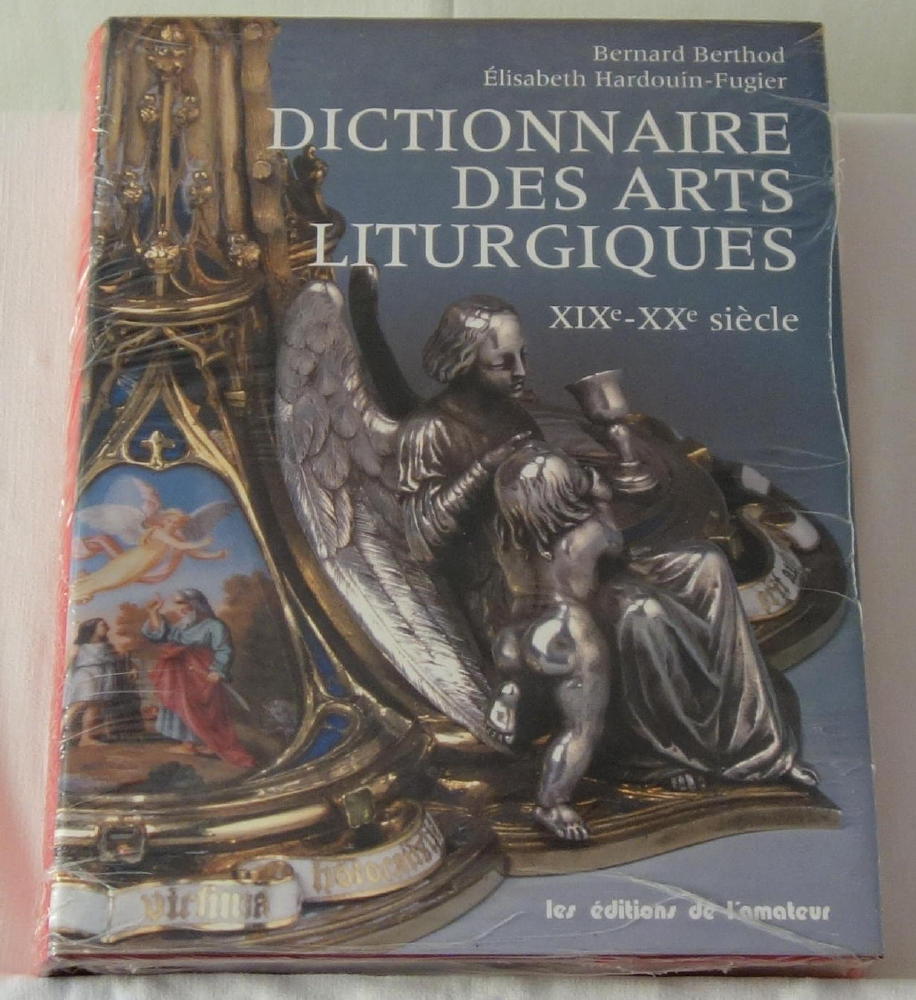 Bernard Berthod
Élisabeth Hardouin-Fugier
DICTIONNAIRE
DES ARTS
LITURGIQUES
XIXe-XXe siècle
les éditions de l'amateur